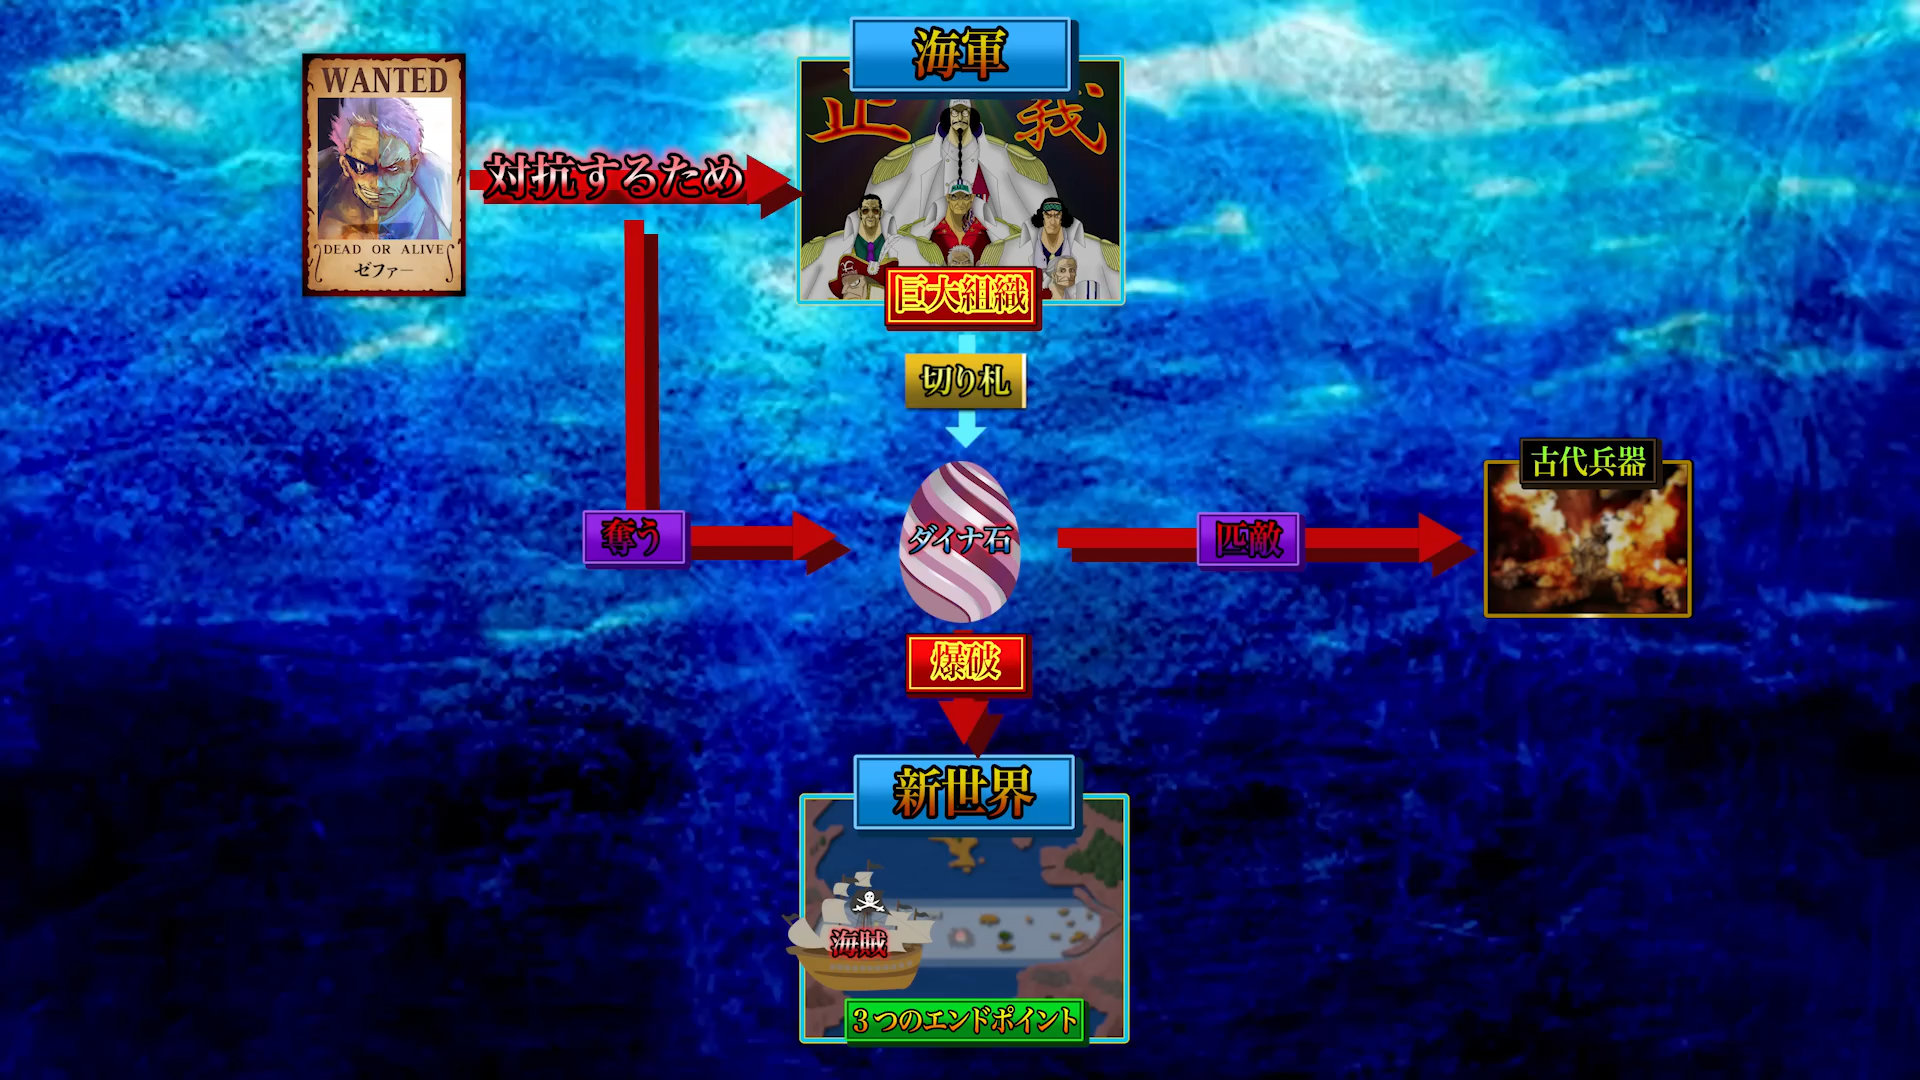 海軍
WANTED
正義
対抗するため
DEAD OR ALIVE
ゼファー
巨大組織
切り札
古代兵器
奪う
ダイナ石
匹敵
爆破
新世界
海賊
３つのエンドポイント